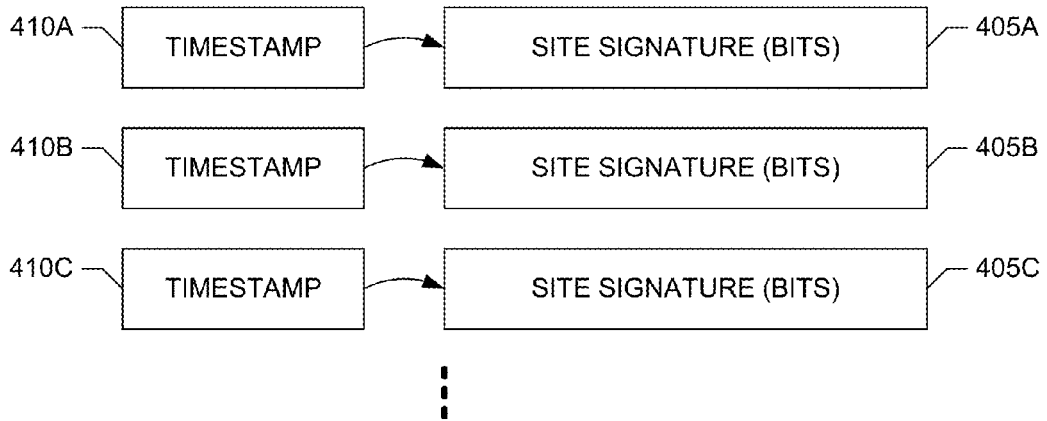 410A TIMESTAMP SITE SIGNATURE (BITS) 405A
410B TIMESTAMP SITE SIGNATURE (BITS) 405B
410C TIMESTAMP SITE SIGNATURE (BITS) 405C